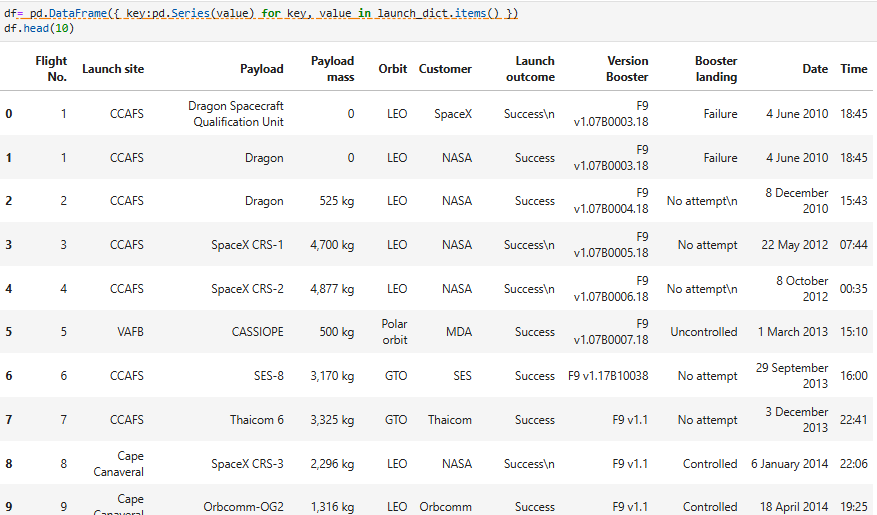 df= pd.DataFrame({ key:pd.Series(value) for key, value in launch_dict.items() })
df.head(10)
Flight No. Launch site Payload Payload mass Orbit Customer Launch outcome Version Booster Booster landing Date Time
0 1 CCAFS Dragon Spacecraft Qualification Unit 0 LEO SpaceX Success\n F9 v1.07B0003.18 Failure 4 June 2010 18:45
1 1 CCAFS Dragon 0 LEO NASA Success F9 v1.07B0003.18 Failure 4 June 2010 18:45
2 2 CCAFS Dragon 525 kg LEO NASA Success F9 v1.07B0004.18 No attempt\n 8 December 2010 15:43
3 3 CCAFS SpaceX CRS-1 4,700 kg LEO NASA Success\n F9 v1.07B0005.18 No attempt 22 May 2012 07:44
4 4 CCAFS SpaceX CRS-2 4,877 kg LEO NASA Success\n F9 v1.07B0006.18 No attempt\n 8 October 2012 00:35
5 5 VAFB CASSIOPE 500 kg Polar orbit MDA Success F9 v1.07B0007.18 Uncontrolled 1 March 2013 15:10
6 6 CCAFS SES-8 3,170 kg GTO SES Success F9 v1.17B10038 No attempt 29 September 2013 16:00
7 7 CCAFS Thaicom 6 3,325 kg GTO Thaicom Success F9 v1.1 No attempt 3 December 2013 22:41
8 8 Cape Canaveral SpaceX CRS-3 2,296 kg LEO NASA Success\n F9 v1.1 Controlled 6 January 2014 22:06
9 9 Cape Canaveral Orbcomm-OG2 1,316 kg LEO Orbcomm Success F9 v1.1 Controlled 18 April 2014 19:25